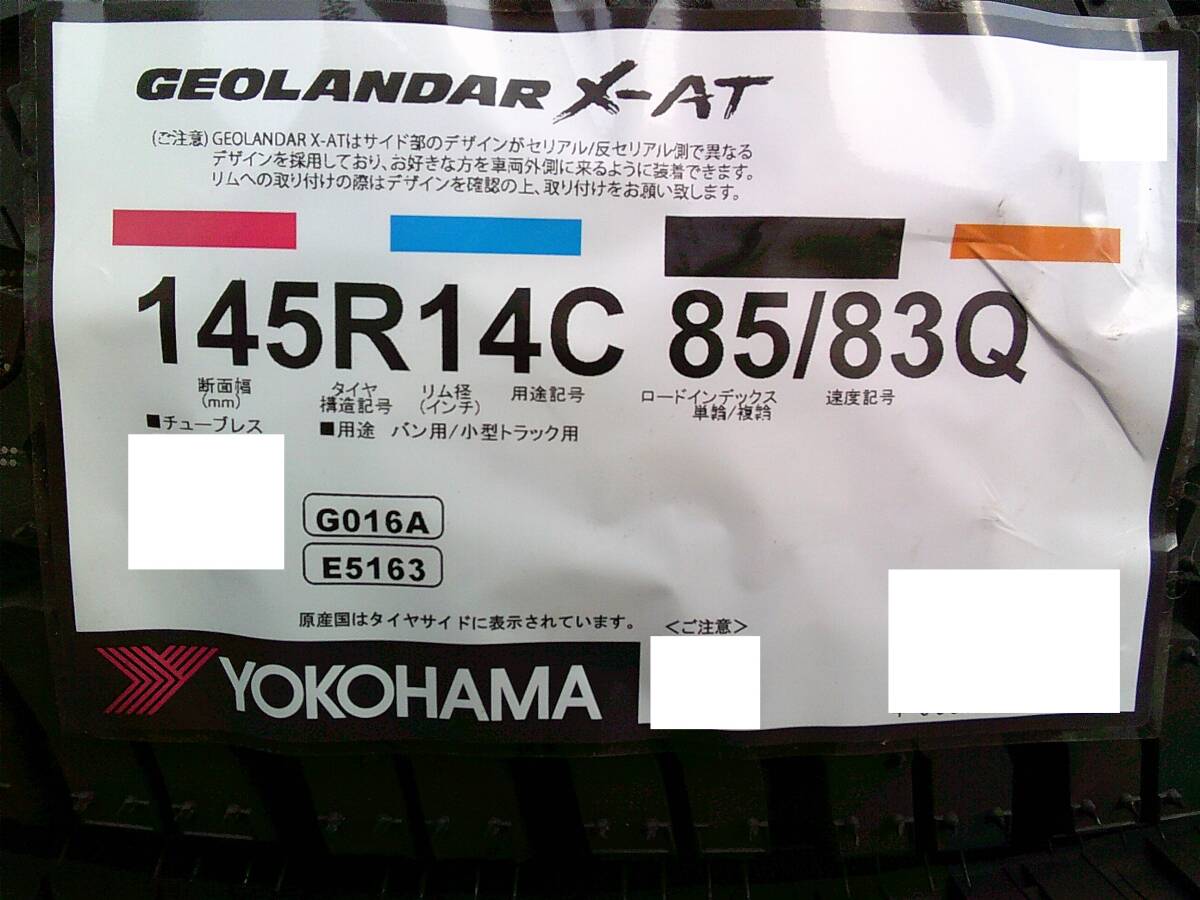 GEOLANDAR X-AT
(ご注意) GEOLANDAR X-ATはサイド部のデザインがセリアル/反セリアル側で異なる
デザインを採用しており、お好きな方を車両外側に来るように装着できます。
リムへの取り付けの際はデザインを確認の上、取り付けをお願い致します。
145R14C 85/83Q
断面幅 タイヤ リム径 用途記号 ロードインデックス 速度記号
(mm) 構造記号 (インチ) 単輪/複輪
■チューブレス ■用途 バン用/小型トラック用
G016A
E5163
原産国はタイヤサイドに表示されています。 <ご注意>
YOKOHAMA